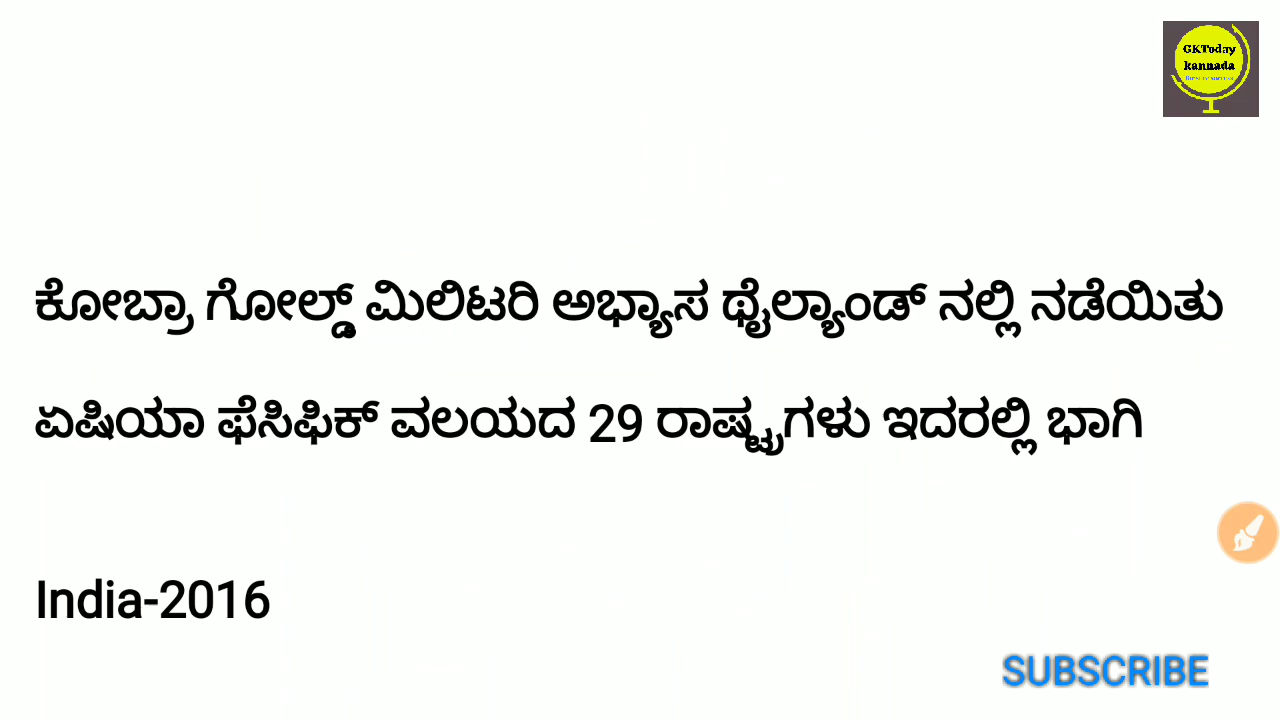 GKToday
kannada
ಕೋಬ್ರಾ ಗೋಲ್ಡ್ ಮಿಲಿಟರಿ ಅಭ್ಯಾಸ ಥೈಲ್ಯಾಂಡ್ ನಲ್ಲಿ ನಡೆಯಿತು
ಏಷಿಯಾ ಫೆಸಿಫಿಕ್ ವಲಯದ 29 ರಾಷ್ಟ್ರಗಳು ಇದರಲ್ಲಿ ಭಾಗಿ
India-2016
SUBSCRIBE